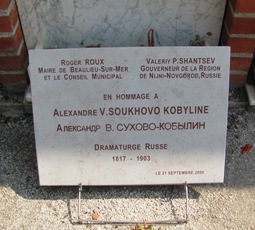 Roger ROUX
Maire de Beaulieu-Sur-Mer
et le Conseil Municipal
Valeriy P.SHANTSEV
Gouverneur de la Region
de Nijni-Novgorod,Russie
EN HOMMAGE A
Alexandre V.SOUKHOVO KOBYLINE
Александр В. СУХОВО-КОБЫЛИН
Dramaturge Russe
1817 - 1903
LE 21 SEPTEMBRE